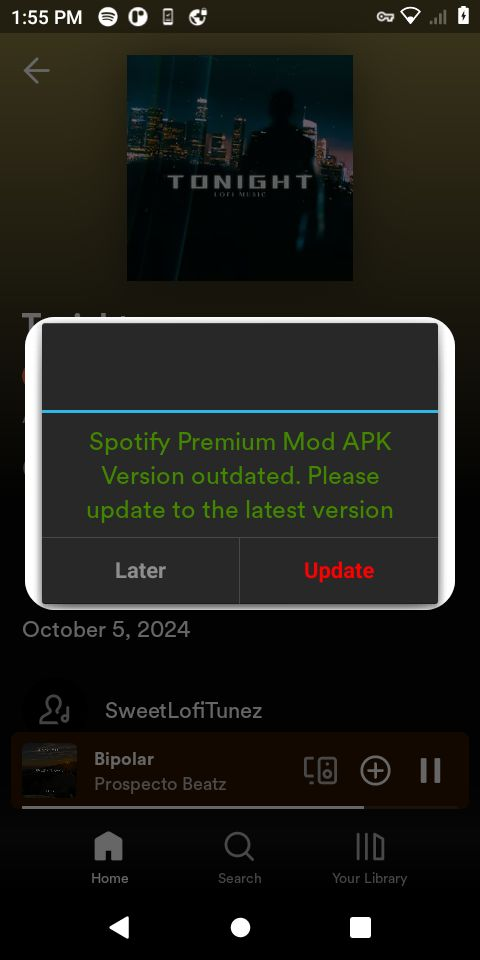 1:55 PM
TONIGHT
LOFI MUSIC
Spotify Premium Mod APK
Version outdated. Please
update to the latest version
Later
Update
October 5, 2024
SweetLofiTunez
Bipolar
Prospecto Beatz
Home
Search
Your Library